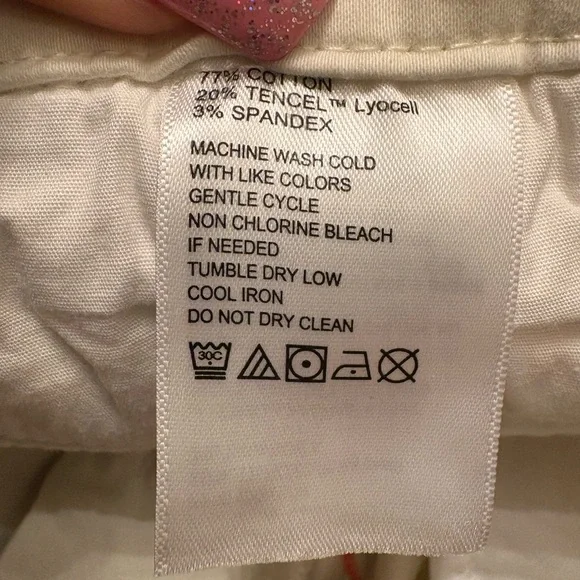 77% COTTON
20% TENCEL™ Lyocell
3% SPANDEX
MACHINE WASH COLD
WITH LIKE COLORS
GENTLE CYCLE
NON CHLORINE BLEACH
IF NEEDED
TUMBLE DRY LOW
COOL IRON
DO NOT DRY CLEAN
30C